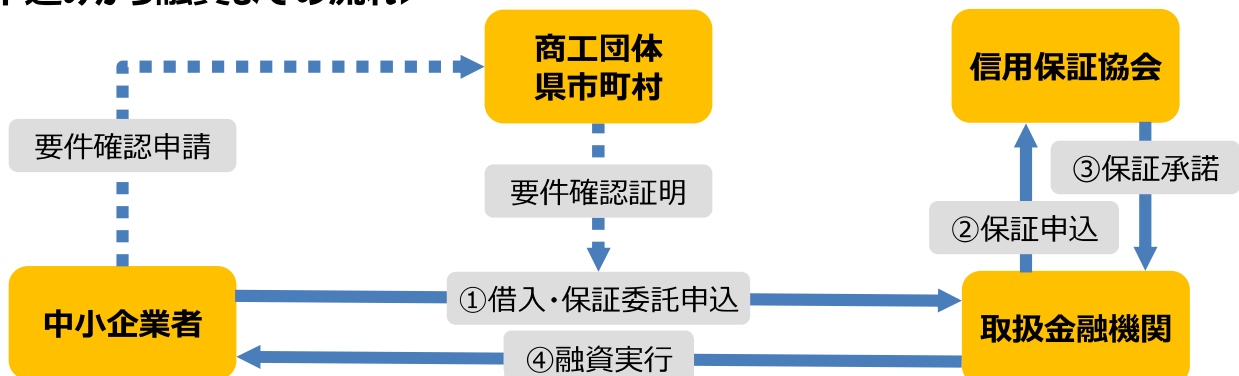 商工団体
県市町村
信用保証協会
要件確認申請
要件確認証明
③保証承諾
②保証申込
中小企業者
①借入・保証委託申込
取扱金融機関
④融資実行